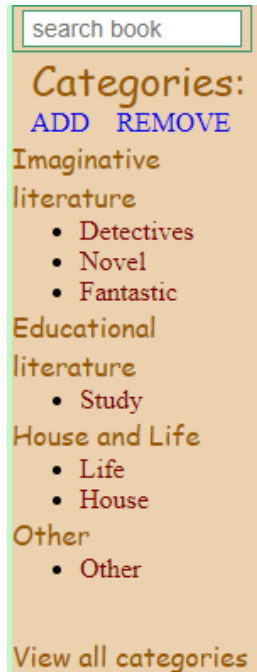 search book
Categories:
ADD REMOVE
Imaginative
literature
Detectives
Novel
Fantastic
Educational
literature
Study
House and Life
Life
House
Other
Other
View all categories